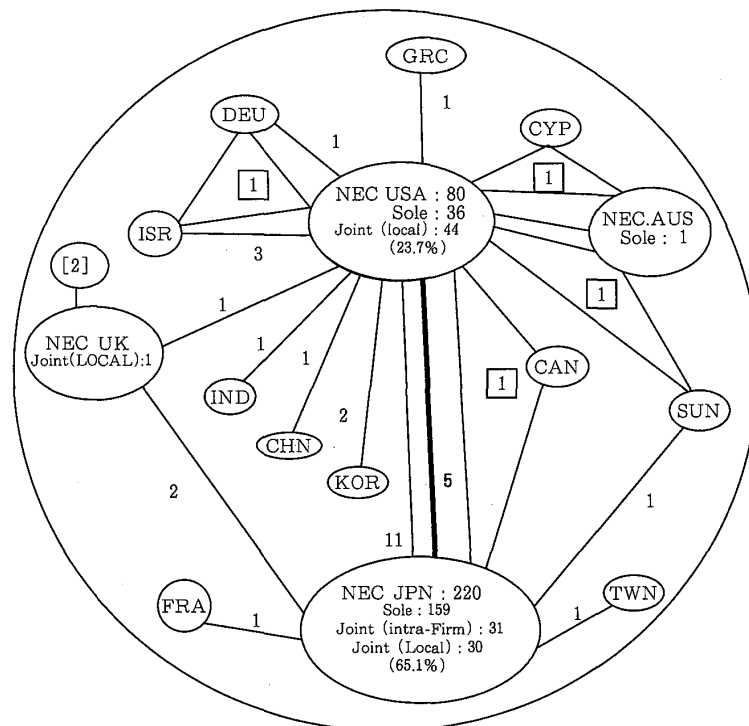 GRC
1
DEU
1
CYP
1
1
NEC USA : 80
Sole : 36
Joint (local) : 44
(23.7%)
NEC.AUS
Sole : 1
ISR
3
[2]
1
1
NEC UK
Joint(LOCAL):1
1
1
CAN
1
IND
2
CHN
SUN
KOR
2
5
1
11
NEC JPN : 220
Sole : 159
Joint (intra-Firm) : 31
Joint (Local) : 30
(65.1%)
FRA
1
TWN
1